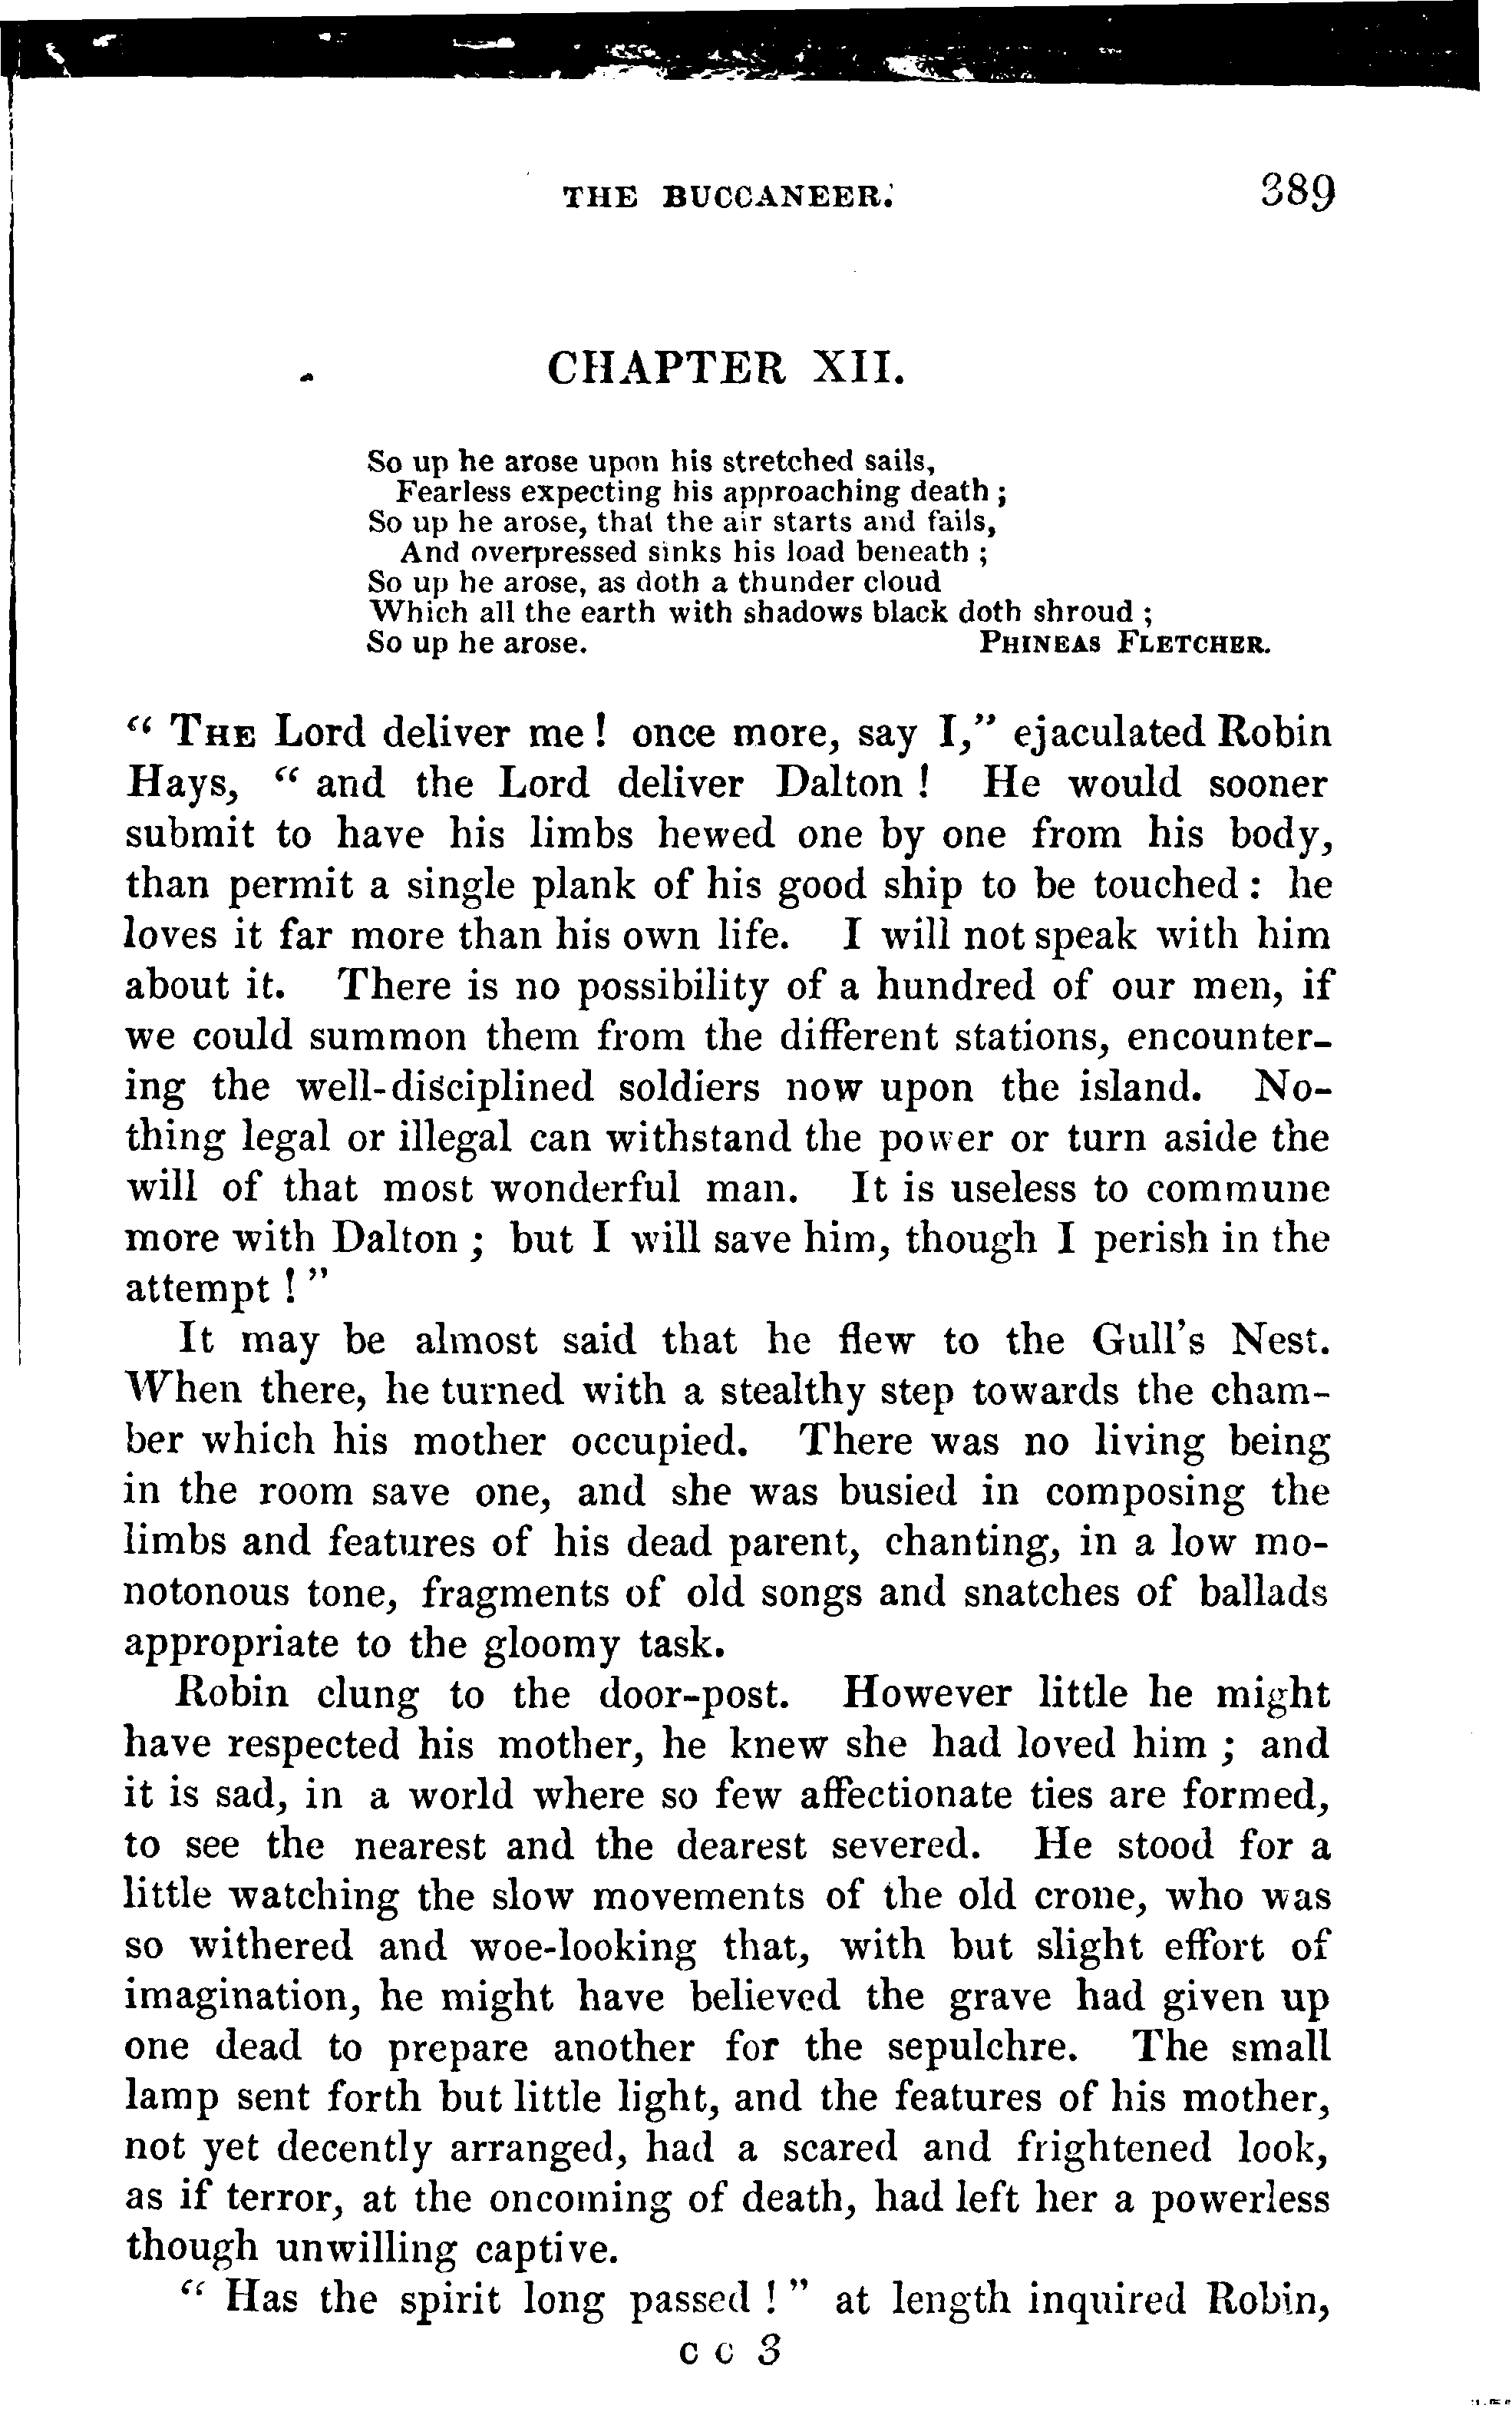 THE BUCCANEER. 389
CHAPTER XII.
So up he arose upon his stretched sails,
Fearless expecting his approaching death ;
So up he arose, that the air starts and fails,
And overpressed sinks his load beneath ;
So up he arose, as doth a thunder cloud
Which all the earth with shadows black doth shroud ;
So up he arose. PHINEAS FLETCHER.
“ THE Lord deliver me ! once more, say I,” ejaculated Robin
Hays, “ and the Lord deliver Dalton ! He would sooner
submit to have his limbs hewed one by one from his body,
than permit a single plank of his good ship to be touched : he
loves it far more than his own life. I will not speak with him
about it. There is no possibility of a hundred of our men, if
we could summon them from the different stations, encounter-
ing the well-disciplined soldiers now upon the island. No-
thing legal or illegal can withstand the power or turn aside the
will of that most wonderful man. It is useless to commune
more with Dalton ; but I will save him, though I perish in the
attempt ! ”
It may be almost said that he flew to the Gull’s Nest.
When there, he turned with a stealthy step towards the cham-
ber which his mother occupied. There was no living being
in the room save one, and she was busied in composing the
limbs and features of his dead parent, chanting, in a low mo-
notonous tone, fragments of old songs and snatches of ballads
appropriate to the gloomy task.
Robin clung to the door-post. However little he might
have respected his mother, he knew she had loved him ; and
it is sad, in a world where so few affectionate ties are formed,
to see the nearest and the dearest severed. He stood for a
little watching the slow movements of the old crone, who was
so withered and woe-looking that, with but slight effort of
imagination, he might have believed the grave had given up
one dead to prepare another for the sepulchre. The small
lamp sent forth but little light, and the features of his mother,
not yet decently arranged, had a scared and frightened look,
as if terror, at the oncoming of death, had left her a powerless
though unwilling captive.
“ Has the spirit long passed ! ” at length inquired Robin,
C C 3